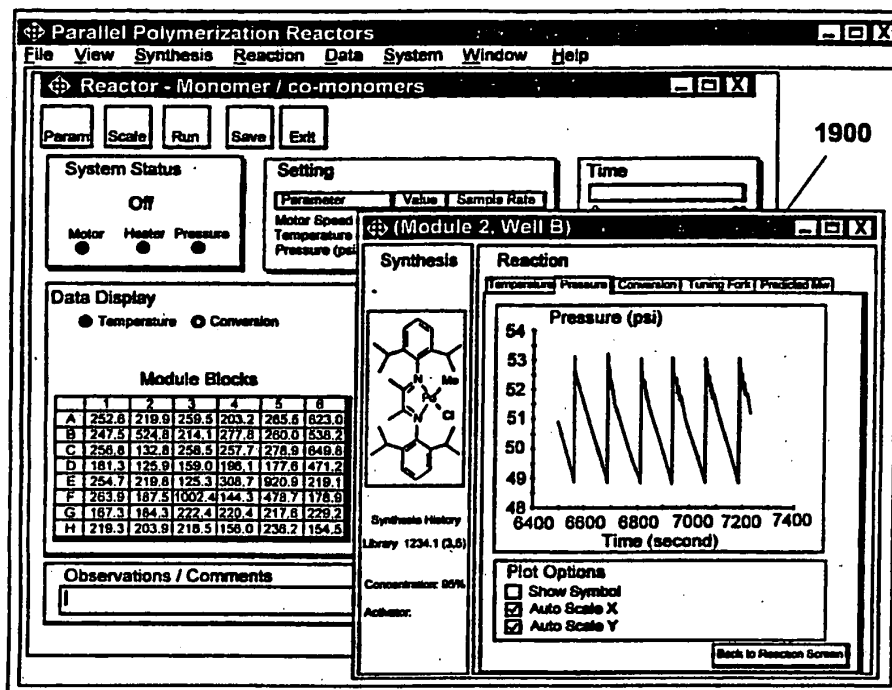 Parallel Polymerization Reactors
File View Synthesis Reaction Data System Window Help
Reactor - Monomer / co-monomers
Param Scale Run Save Exit
1900
System Status
Off
Motor Heater Pressure
Setting
Parameter Value Sample Rate
Motor Speed
Temperature
Pressure (psi
Time
(Module 2, Well B)
Synthesis
Me
N
Pd
N
Cl
Synthesis History
Library 1234.1 (3,5)
Concentration: 95%
Activator:
Reaction
Temperature Pressure Conversion Tuning Fork Predicted Mw
Pressure (psi)
54
53
52
51
50
49
48
6400 6600 6800 7000 7200 7400
Time (second)
Plot Options
Show Symbol
Auto Scale X
Auto Scale Y
Back to Reaction Screen
Data Display
Temperature Conversion
Module Blocks
1 2 3 4 5 6
A 252.6 219.9 259.5 203.2 265.5 623.0
B 247.5 524.8 214.1 277.8 260.0 538.2
C 256.8 132.8 258.5 257.7 278.9 649.8
D 181.3 125.9 159.0 196.1 177.6 471.2
E 254.7 219.8 125.3 308.7 920.9 219.1
F 263.9 187.5 1002.4 144.3 478.7 178.9
G 167.3 164.3 222.4 220.4 217.8 229.2
H 219.3 203.9 218.5 156.0 236.2 154.5
Observations / Comments